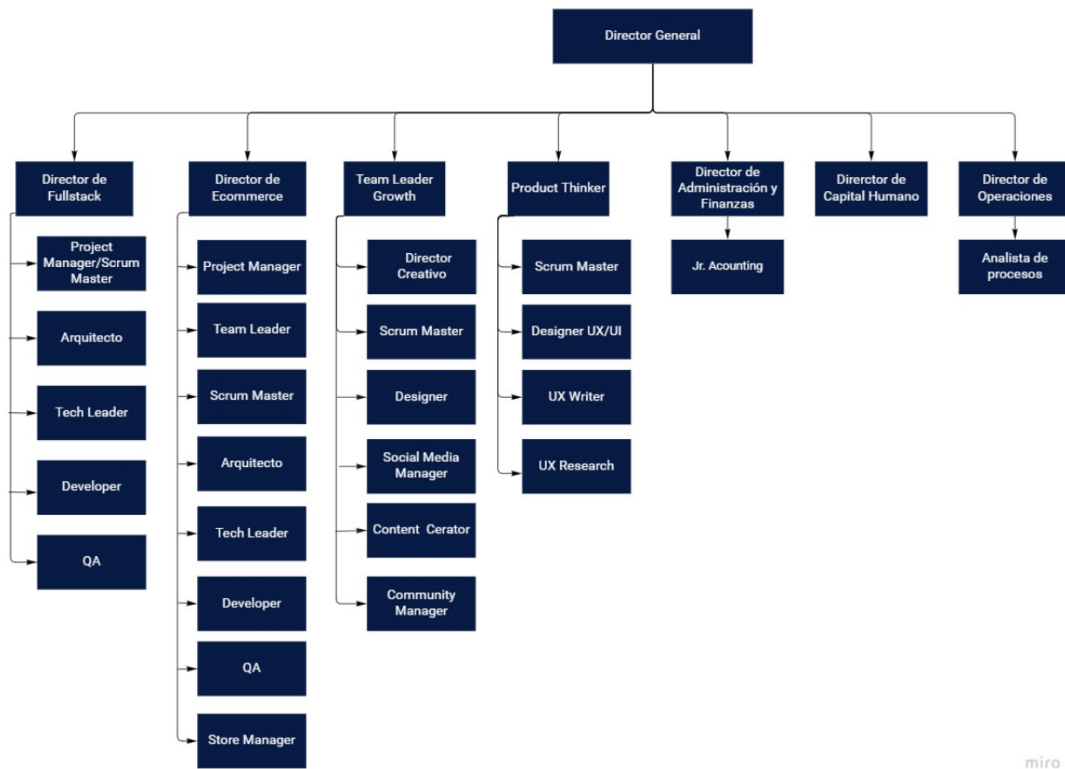 Director General
Director de
Fullstack
Director de
Ecommerce
Team Leader
Growth
Product Thinker
Director de
Administración y
Finanzas
Direrctor de
Capital Humano
Director de
Operaciones
Project
Manager/Scrum
Master
Arquitecto
Tech Leader
Developer
QA
Project Manager
Team Leader
Scrum Master
Arquitecto
Tech Leader
Developer
QA
Store Manager
Director
Creativo
Scrum Master
Designer
Social Media
Manager
Content Cerator
Community
Manager
Scrum Master
Designer UX/UI
UX Writer
UX Research
Jr. Acounting
Analista de
procesos
miro